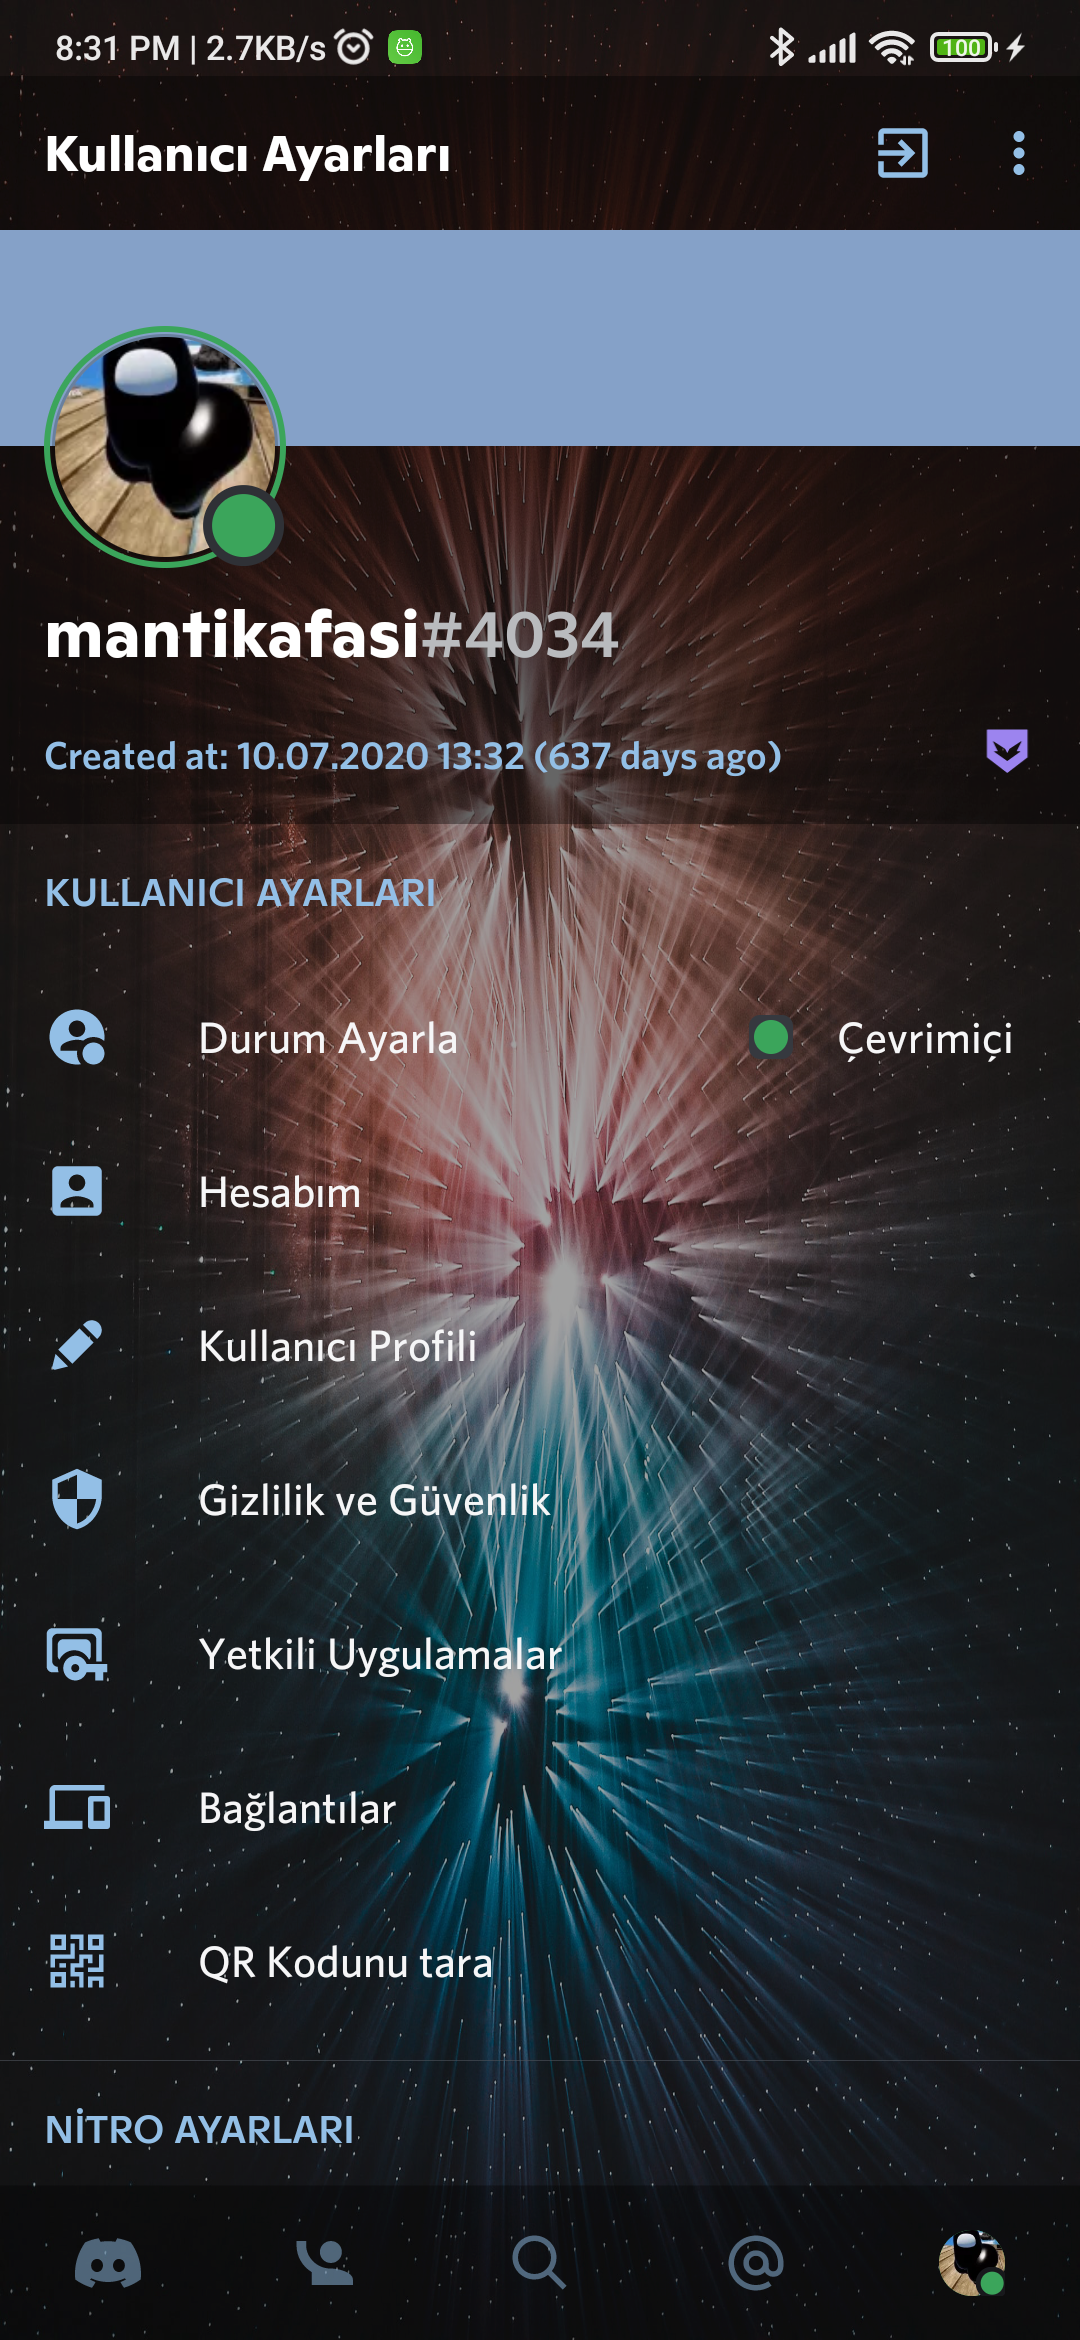 8:31 PM | 2.7KB/s
100
Kullanıcı Ayarları
mantikafasi#4034
Created at: 10.07.2020 13:32 (637 days ago)
KULLANICI AYARLARI
Durum Ayarla
Çevrimiçi
Hesabım
Kullanıcı Profili
Gizlilik ve Güvenlik
Yetkili Uygulamalar
Bağlantılar
QR Kodunu tara
NİTRO AYARLARI